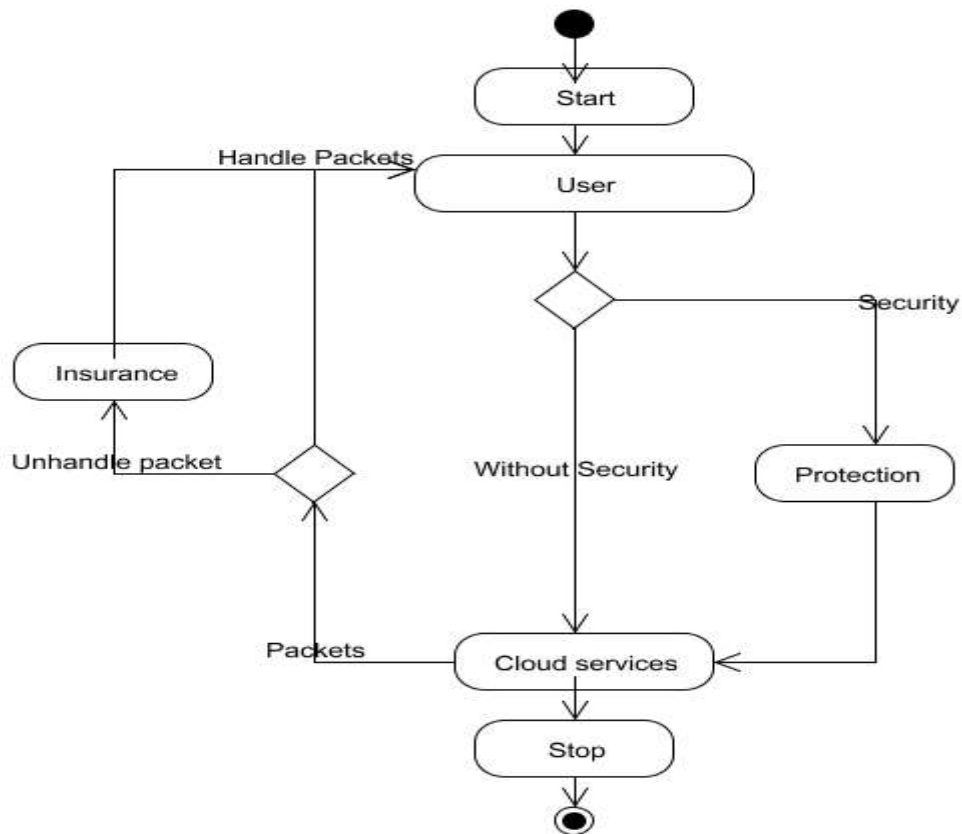 Start
Handle Packets
User
Security
Insurance
Unhandle packet
Without Security
Protection
Packets
Cloud services
Stop